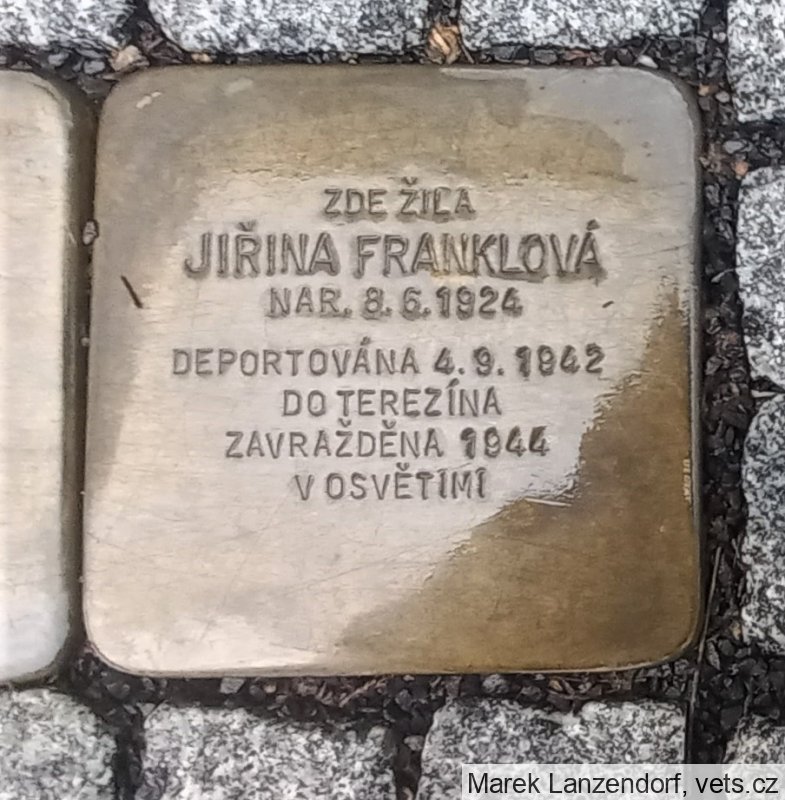 ZDE ŽILA
JIŘINA FRANKLOVÁ
NAR. 8. 6. 1924
DEPORTOVÁNA 4. 9. 1942
DO TEREZÍNA
ZAVRAŽDĚNA 1944
V OSVĚTIMI
Marek Lanzendorf, vets.cz